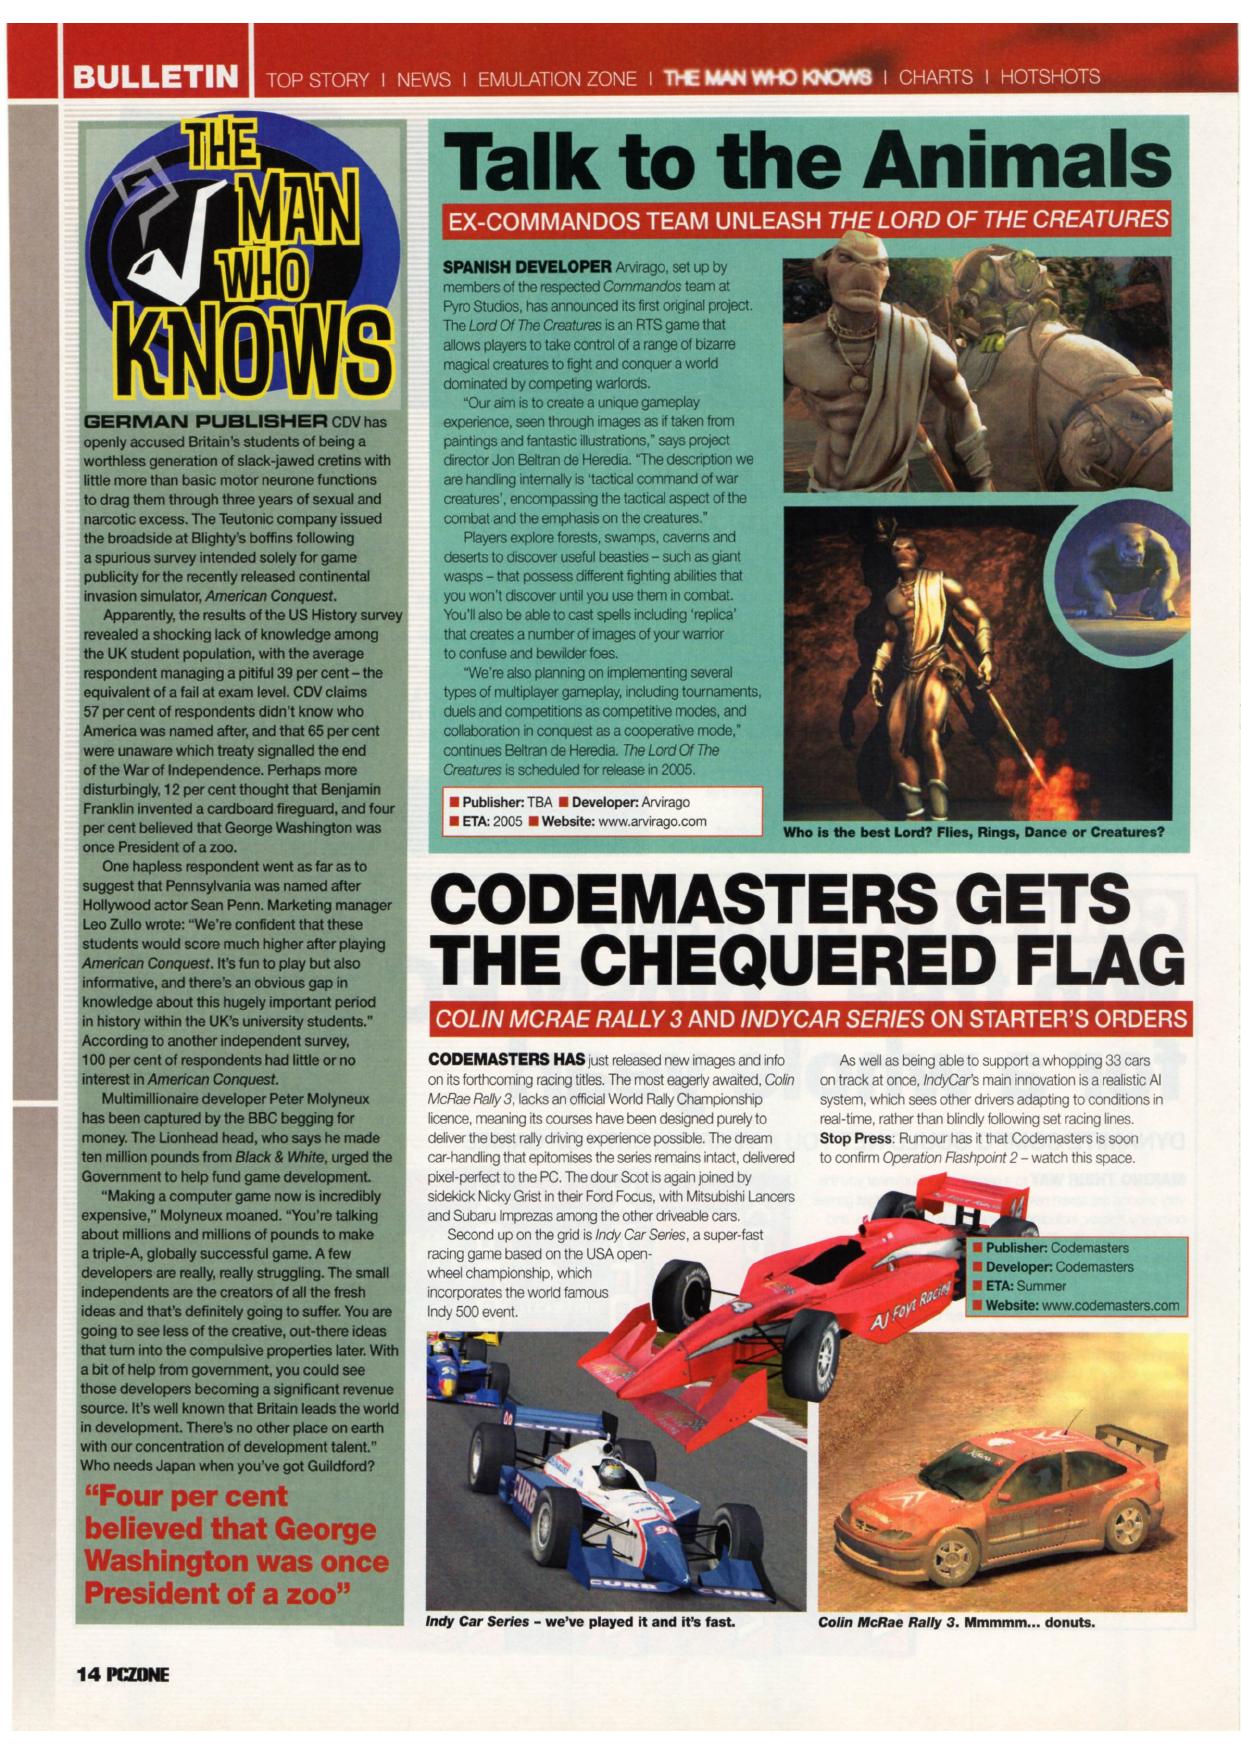 BULLETIN
TOP STORY | NEWS | EMULATION ZONE | THE MAN WHO KNOWS | CHARTS | HOTSHOTS
THE
MAN
WHO
KNOWS
GERMAN PUBLISHER CDV has
openly accused Britain's students of being a
worthless generation of slack-jawed cretins with
little more than basic motor neurone functions
to drag them through three years of sexual and
narcotic excess. The Teutonic company issued
the broadside at Blighty's boffins following
a spurious survey intended solely for game
publicity for the recently released continental
invasion simulator, American Conquest.
Apparently, the results of the US History survey
revealed a shocking lack of knowledge among
the UK student population, with the average
respondent managing a pitiful 39 per cent – the
equivalent of a fail at exam level. CDV claims
57 per cent of respondents didn't know who
America was named after, and that 65 per cent
were unaware which treaty signalled the end
of the War of Independence. Perhaps more
disturbingly, 12 per cent thought that Benjamin
Franklin invented a cardboard fireguard, and four
per cent believed that George Washington was
once President of a zoo.
One hapless respondent went as far as to
suggest that Pennsylvania was named after
Hollywood actor Sean Penn. Marketing manager
Leo Zullo wrote: "We're confident that these
students would score much higher after playing
American Conquest. It's fun to play but also
informative, and there's an obvious gap in
knowledge about this hugely important period
in history within the UK's university students."
According to another independent survey,
100 per cent of respondents had little or no
interest in American Conquest.
Multimillionaire developer Peter Molyneux
has been captured by the BBC begging for
money. The Lionhead head, who says he made
ten million pounds from Black & White, urged the
Government to help fund game development.
"Making a computer game now is incredibly
expensive," Molyneux moaned. "You're talking
about millions and millions of pounds to make
a triple-A, globally successful game. A few
developers are really, really struggling. The small
independents are the creators of all the fresh
ideas and that's definitely going to suffer. You are
going to see less of the creative, out-there ideas
that turn into the compulsive properties later. With
a bit of help from government, you could see
those developers becoming a significant revenue
source. It's well known that Britain leads the world
in development. There's no other place on earth
with our concentration of development talent."
Who needs Japan when you've got Guildford?
"Four per cent
believed that George
Washington was once
President of a zoo"
Talk to the Animals
EX-COMMANDOS TEAM UNLEASH THE LORD OF THE CREATURES
SPANISH DEVELOPER Arvirago, set up by
members of the respected Commandos team at
Pyro Studios, has announced its first original project.
The Lord Of The Creatures is an RTS game that
allows players to take control of a range of bizarre
magical creatures to fight and conquer a world
dominated by competing warlords.
"Our aim is to create a unique gameplay
experience, seen through images as if taken from
paintings and fantastic illustrations," says project
director Jon Beltran de Heredia. "The description we
are handling internally is 'tactical command of war
creatures', encompassing the tactical aspect of the
combat and the emphasis on the creatures."
Players explore forests, swamps, caverns and
deserts to discover useful beasties – such as giant
wasps – that possess different fighting abilities that
you won't discover until you use them in combat.
You'll also be able to cast spells including 'replica'
that creates a number of images of your warrior
to confuse and bewilder foes.
"We're also planning on implementing several
types of multiplayer gameplay, including tournaments,
duels and competitions as competitive modes, and
collaboration in conquest as a cooperative mode,"
continues Beltran de Heredia. The Lord Of The
Creatures is scheduled for release in 2005.
■ Publisher: TBA ■ Developer: Arvirago
■ ETA: 2005 ■ Website: www.arvirago.com
Who is the best Lord? Flies, Rings, Dance or Creatures?
CODEMASTERS GETS
THE CHEQUERED FLAG
COLIN MCRAE RALLY 3 AND INDYCAR SERIES ON STARTER'S ORDERS
CODEMASTERS HAS just released new images and info
on its forthcoming racing titles. The most eagerly awaited, Colin
McRae Rally 3, lacks an official World Rally Championship
licence, meaning its courses have been designed purely to
deliver the best rally driving experience possible. The dream
car-handling that epitomises the series remains intact, delivered
pixel-perfect to the PC. The dour Scot is again joined by
sidekick Nicky Grist in their Ford Focus, with Mitsubishi Lancers
and Subaru Imprezas among the other driveable cars.
Second up on the grid is Indy Car Series, a super-fast
racing game based on the USA open-
wheel championship, which
incorporates the world famous
Indy 500 event.
As well as being able to support a whopping 33 cars
on track at once, IndyCar's main innovation is a realistic AI
system, which sees other drivers adapting to conditions in
real-time, rather than blindly following set racing lines.
Stop Press: Rumour has it that Codemasters is soon
to confirm Operation Flashpoint 2 – watch this space.
■ Publisher: Codemasters
■ Developer: Codemasters
■ ETA: Summer
■ Website: www.codemasters.com
14
4
AJ Foyt Racing
CURB
98
CURB
CURB
Indy Car Series – we've played it and it's fast.
Colin McRae Rally 3. Mmmmm... donuts.
14 PCZONE